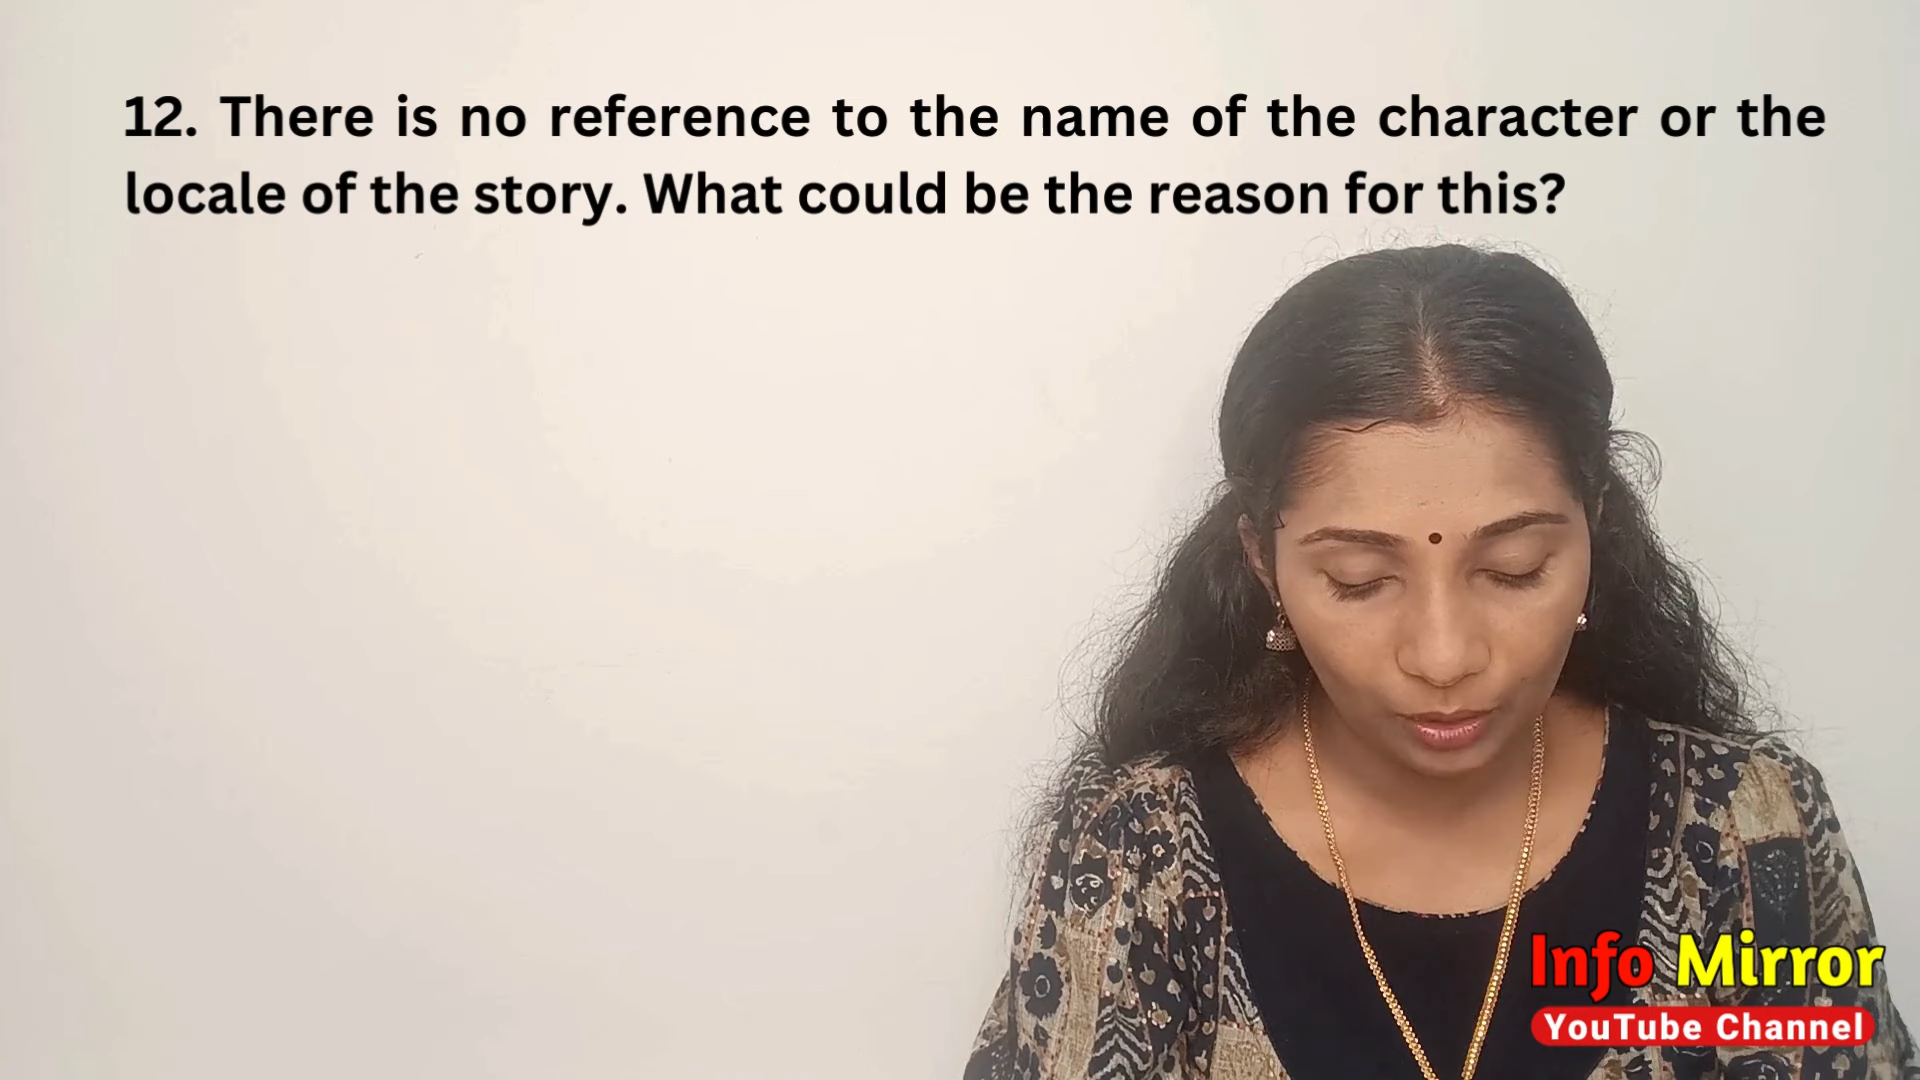 12. There is no reference to the name of the character or the
locale of the story. What could be the reason for this?
Info Mirror
YouTube Channel